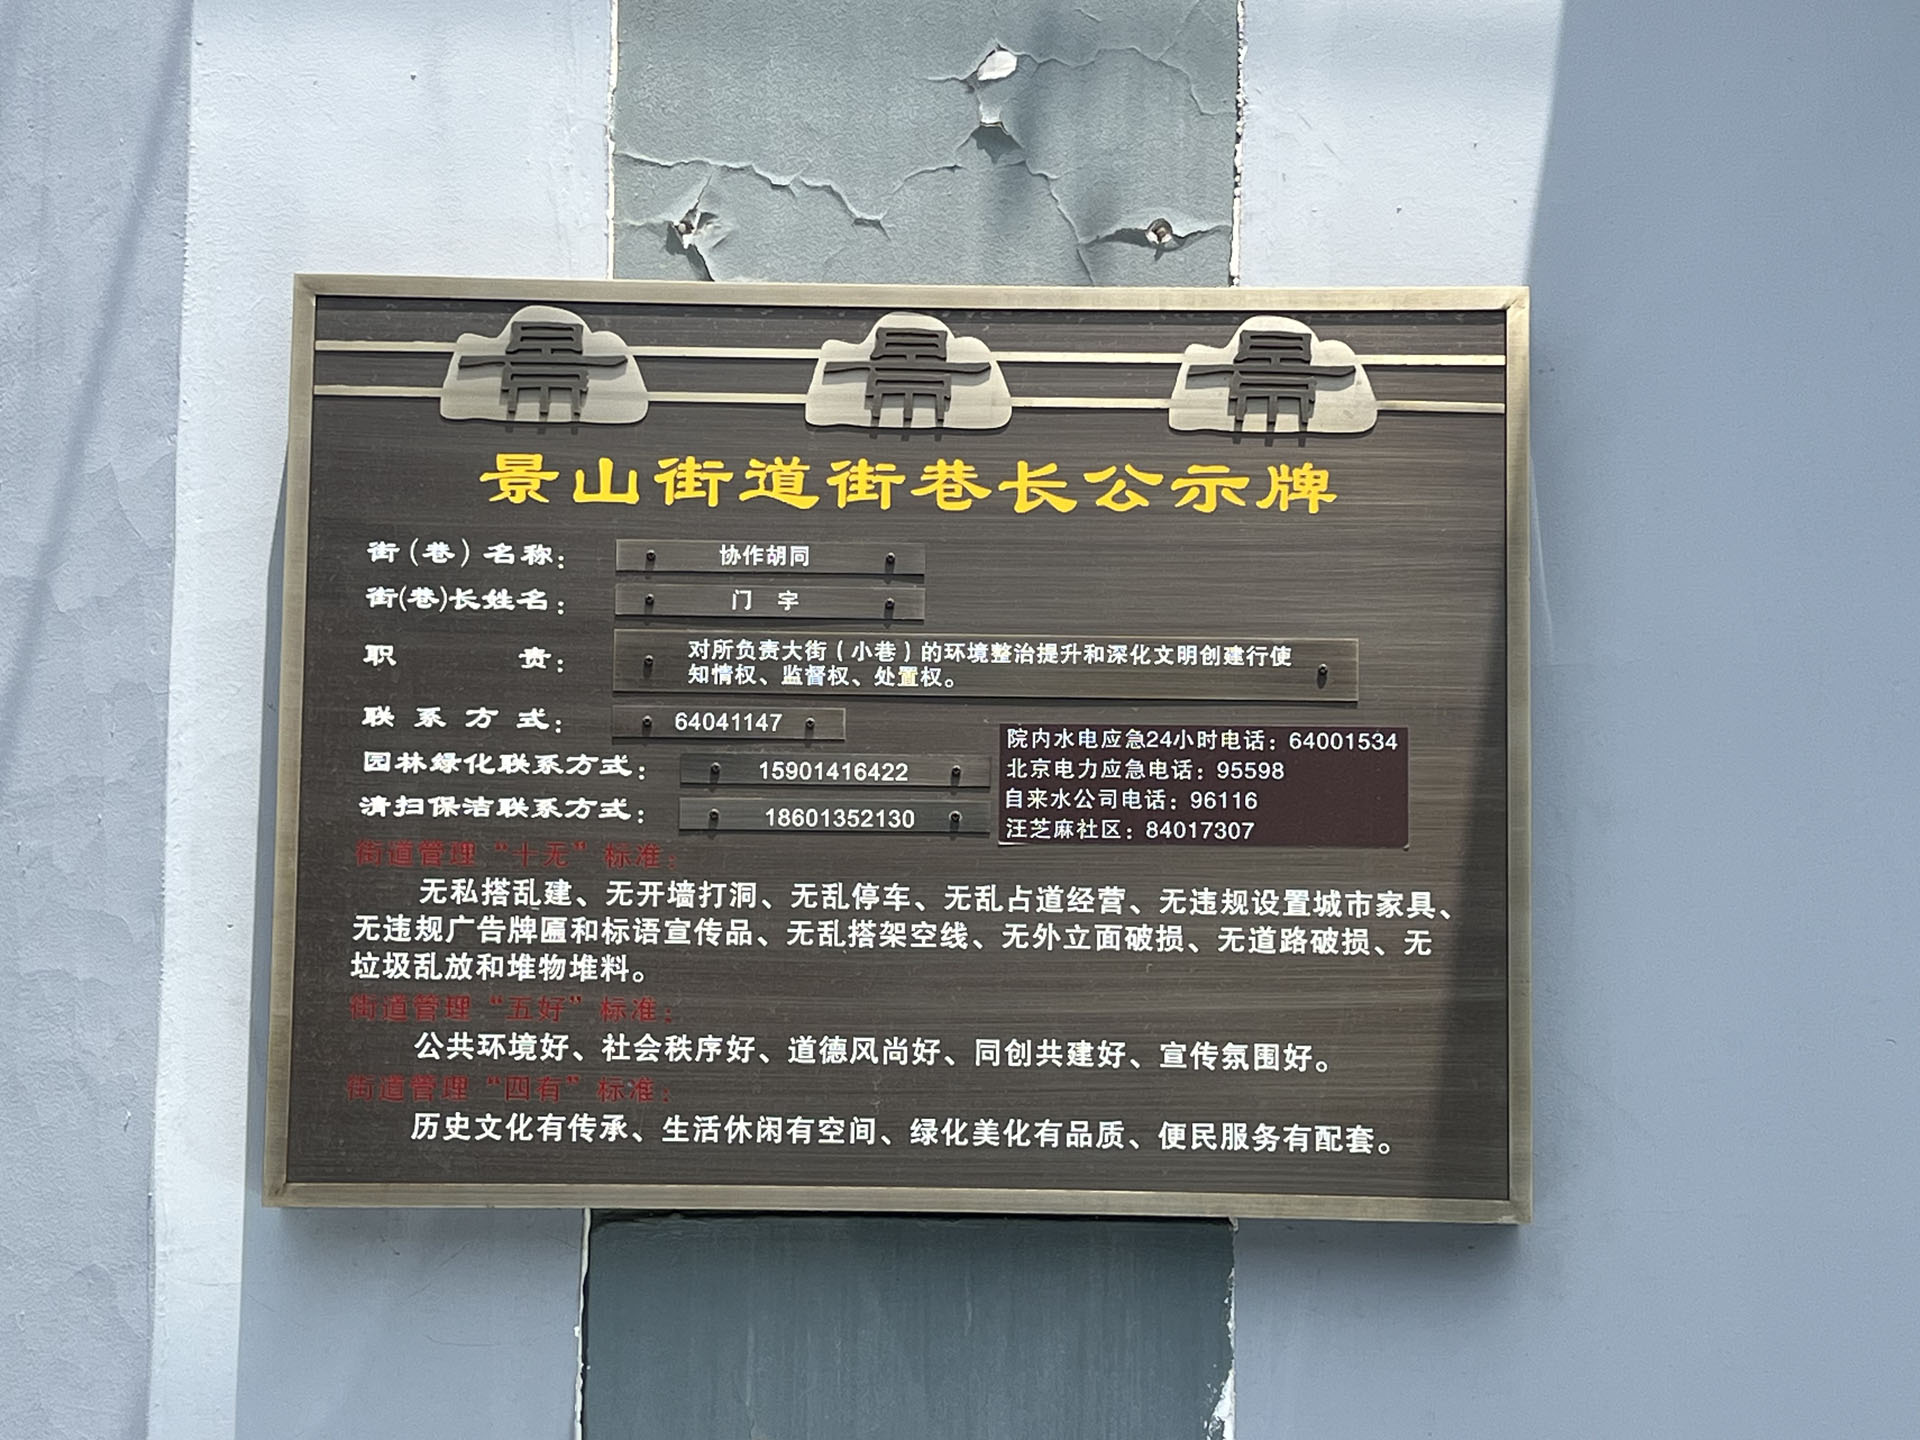 景山街道街巷长公示牌
街(巷)名称: 协作胡同
街(巷)长姓名: 门 宇
职 责: 对所负责大街(小巷)的环境整治提升和深化文明创建行使
知情权、监督权、处置权。
联系方式: 64041147
园林绿化联系方式: 15901416422
清扫保洁联系方式: 18601352130
院内水电应急24小时电话:64001534
北京电力应急电话:95598
自来水公司电话:96116
汪芝麻社区:84017307
街道管理“十无”标准:
无私搭乱建、无开墙打洞、无乱停车、无乱占道经营、无违规设置城市家具、
无违规广告牌匾和标语宣传品、无乱搭架空线、无外立面破损、无道路破损、无
垃圾乱放和堆物堆料。
街道管理“五好”标准:
公共环境好、社会秩序好、道德风尚好、同创共建好、宣传氛围好。
街道管理“四有”标准:
历史文化有传承、生活休闲有空间、绿化美化有品质、便民服务有配套。